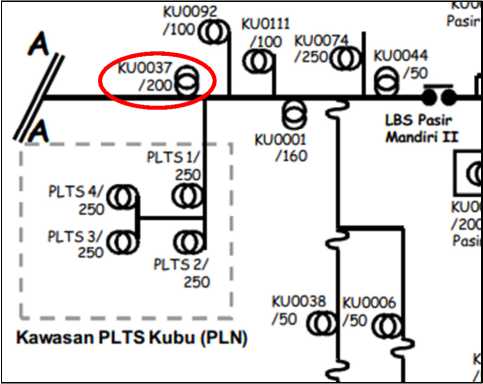 KU0092
/100
KU0111
/100
KU0074
/250
KU0044
/50
Pasir
A
KU0037
/200
A
KU0001
/160
LBS Pasir
Mandiri II
PLTS 1/
250
PLTS 4/
250
PLTS 3/
250
PLTS 2/
250
/200
Pasi
KU0038
/50
KU0006
/50
Kawasan PLTS Kubu (PLN)